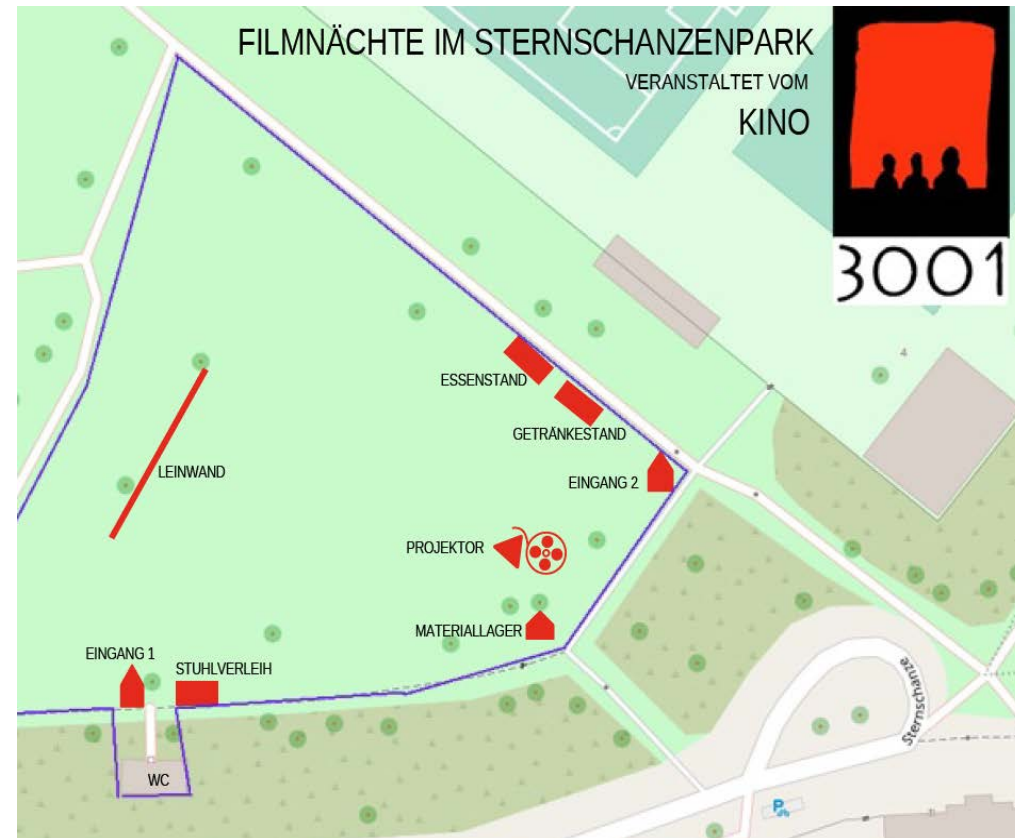 FILMNÄCHTE IM STERNSCHANZENPARK
VERANSTALTET VOM
KINO
3001
4
ESSENSTAND
GETRÄNKESTAND
LEINWAND
EINGANG 2
PROJEKTOR
MATERIALLAGER
EINGANG 1
STUHLVERLEIH
Sternschanze
WC
P